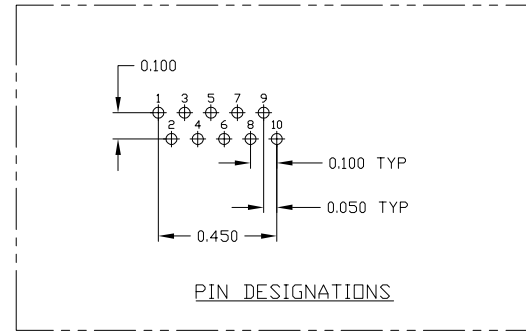 0.100
1 3 5 7 9
2 4 6 8 10
0.100 TYP
0.050 TYP
0.450
PIN DESIGNATIONS